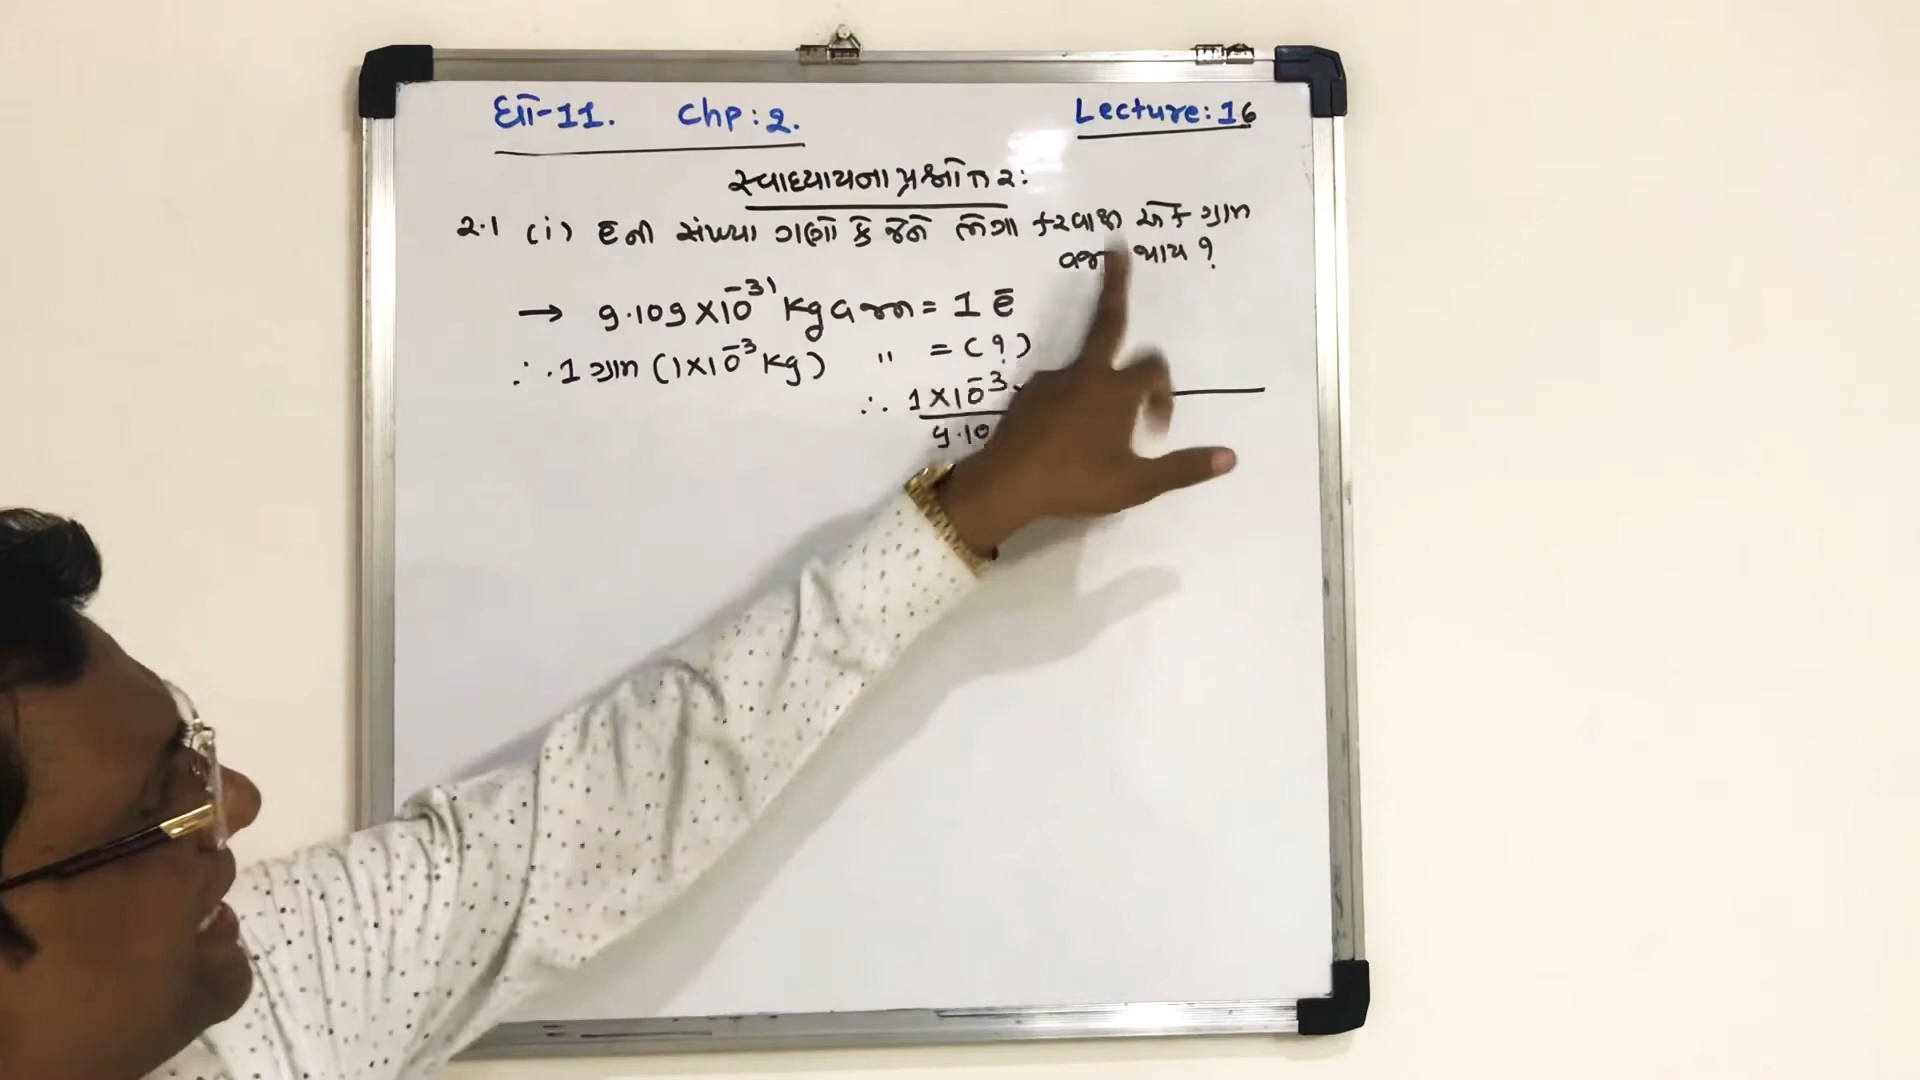 ધો-11. Chp:2. Lecture:16
સ્વાધ્યાયના પ્રશ્નોત્તર:
૨.1 (i) ē ની સંખ્યા ગણો કે જેને ભેગા કરવાથી એક ગ્રામ
થાય ?
→ 9.109×10⁻³¹ Kg વજન = 1 ē
∴ 1 ગ્રામ (1×10⁻³ Kg) " = (?)
∴ 1×10⁻³
9.10